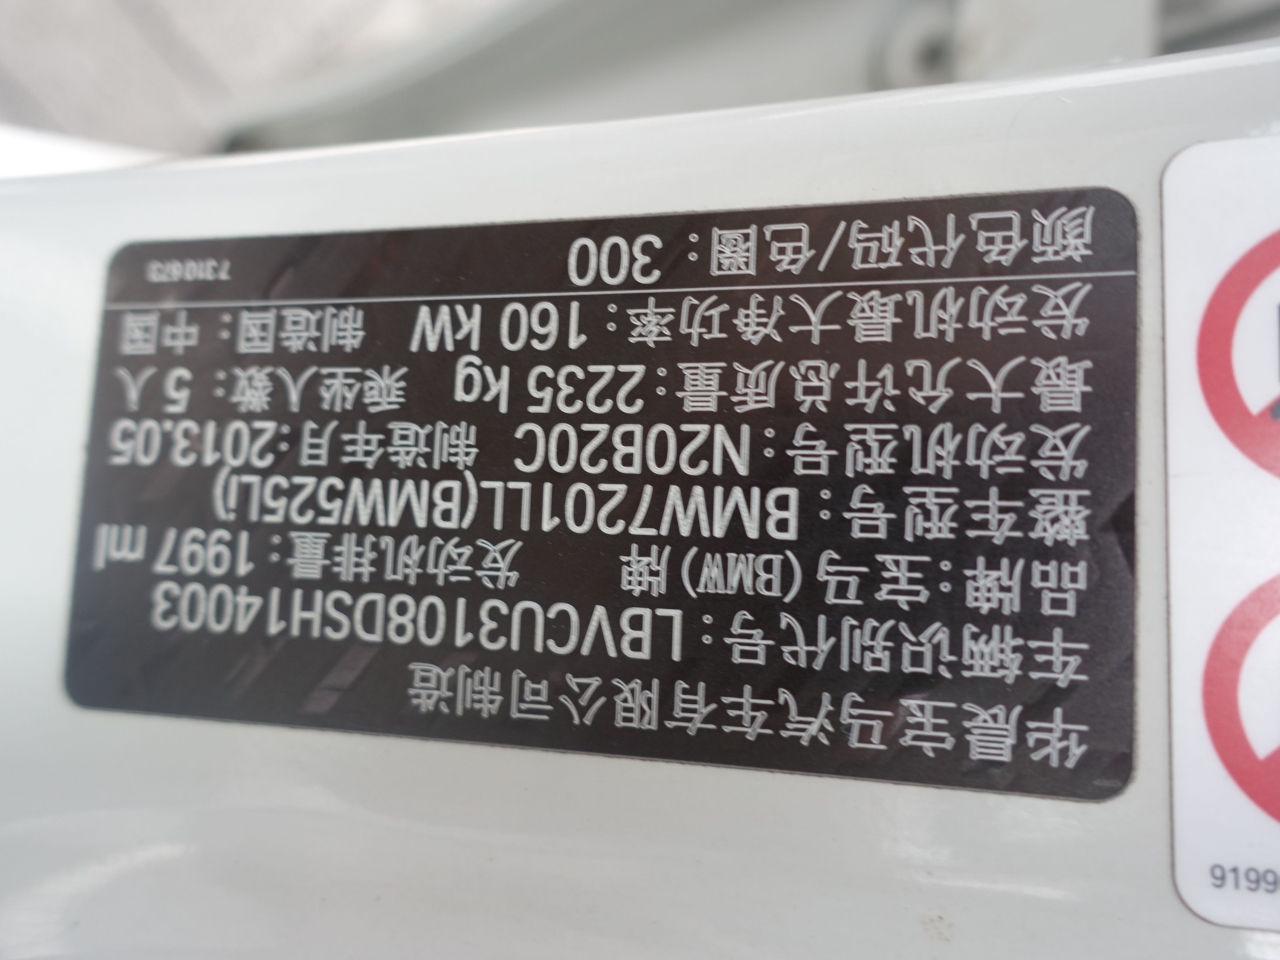 华晨宝马汽车有限公司制造
车辆识别代号：LBVCU3108DSH14003
品牌：宝马(BMW)牌 发动机排量：1997 ml
整车型号：BMW7201LL(BMW525Li)
发动机型号：N20B20C 制造年月：2013.05
最大允许总质量：2235 kg 乘坐人数：5 人
发动机最大净功率：160 kW 制造国：中国
颜色代码/色圈：300
7310673